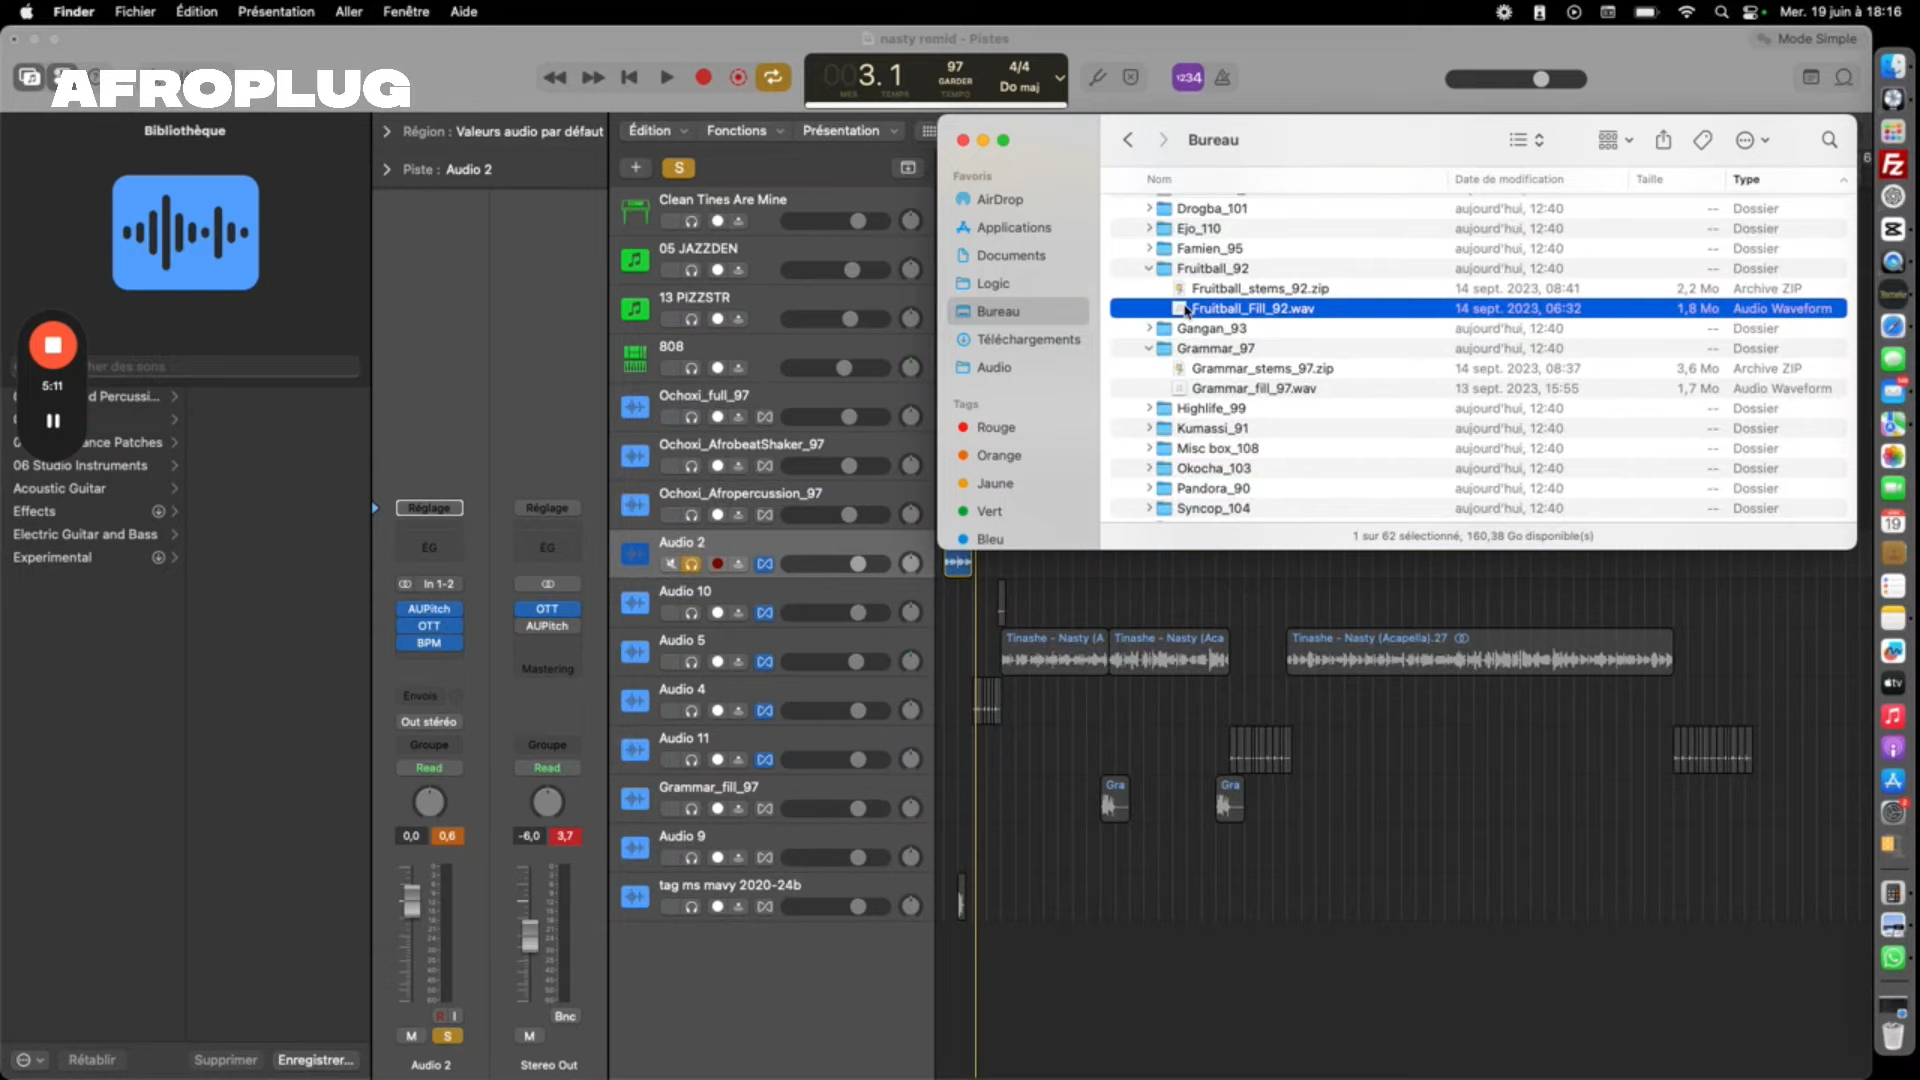 Finder Fichier Édition Présentation Aller Fenêtre Aide
Mer. 19 juin à 18:16
nasty remid - Pistes
Mode Simple
AFROPLUG
003.1
MES TEMPS
97
GARDER
TEMPO
4/4
Do maj
1234
Bibliothèque
her des sons
d Percussi...
ance Patches
06 Studio Instruments
Acoustic Guitar
Effects
Electric Guitar and Bass
Experimental
5:11
Rétablir
Supprimer
Enregistrer...
Région : Valeurs audio par défaut
Piste : Audio 2
Réglage
Réglage
ÉG
ÉG
In 1-2
AUPitch
OTT
BPM
OTT
AUPitch
Mastering
Envois
Out stéréo
Groupe
Groupe
Read
Read
0,0
0,6
-6,0
3,7
R I
Bnc
M
S
M
Audio 2
Stereo Out
Édition
Fonctions
Présentation
S
Clean Tines Are Mine
05 JAZZDEN
13 PIZZSTR
808
Ochoxi_full_97
Ochoxi_AfrobeatShaker_97
Ochoxi_Afropercussion_97
Audio 2
Audio 10
Audio 5
Audio 4
Audio 11
Grammar_fill_97
Audio 9
tag ms mavy 2020-24b
Tinashe - Nasty (A
Tinashe - Nasty (Aca
Tinashe - Nasty (Acapella).27
Gra
Gra
Bureau
Favoris
AirDrop
Applications
Documents
Logic
Bureau
Téléchargements
Audio
Tags
Rouge
Orange
Jaune
Vert
Bleu
Nom Date de modification Taille Type
Drogba_101 aujourd'hui, 12:40 -- Dossier
Ejo_110 aujourd'hui, 12:40 -- Dossier
Famien_95 aujourd'hui, 12:40 -- Dossier
Fruitball_92 aujourd'hui, 12:40 -- Dossier
Fruitball_stems_92.zip 14 sept. 2023, 08:41 2,2 Mo Archive ZIP
Fruitball_Fill_92.wav 14 sept. 2023, 06:32 1,8 Mo Audio Waveform
Gangan_93 aujourd'hui, 12:40 -- Dossier
Grammar_97 aujourd'hui, 12:40 -- Dossier
Grammar_stems_97.zip 14 sept. 2023, 08:37 3,6 Mo Archive ZIP
Grammar_fill_97.wav 13 sept. 2023, 15:55 1,7 Mo Audio Waveform
Highlife_99 aujourd'hui, 12:40 -- Dossier
Kumassi_91 aujourd'hui, 12:40 -- Dossier
Misc box_108 aujourd'hui, 12:40 -- Dossier
Okocha_103 aujourd'hui, 12:40 -- Dossier
Pandora_90 aujourd'hui, 12:40 -- Dossier
Syncop_104 aujourd'hui, 12:40 -- Dossier
1 sur 62 sélectionné, 160,38 Go disponible(s)